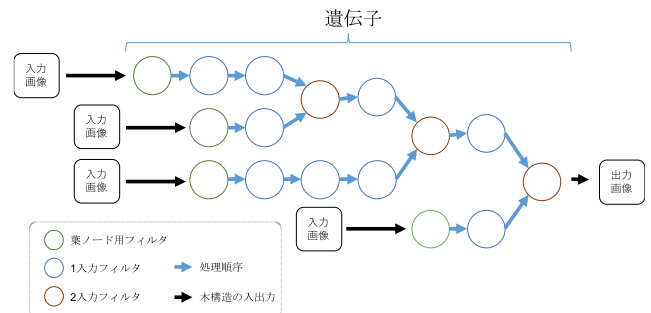 遺伝子
入力
画像
入力
画像
入力
画像
出力
画像
入力
画像
葉ノード用フィルタ
1入力フィルタ
処理順序
2入力フィルタ
木構造の入出力